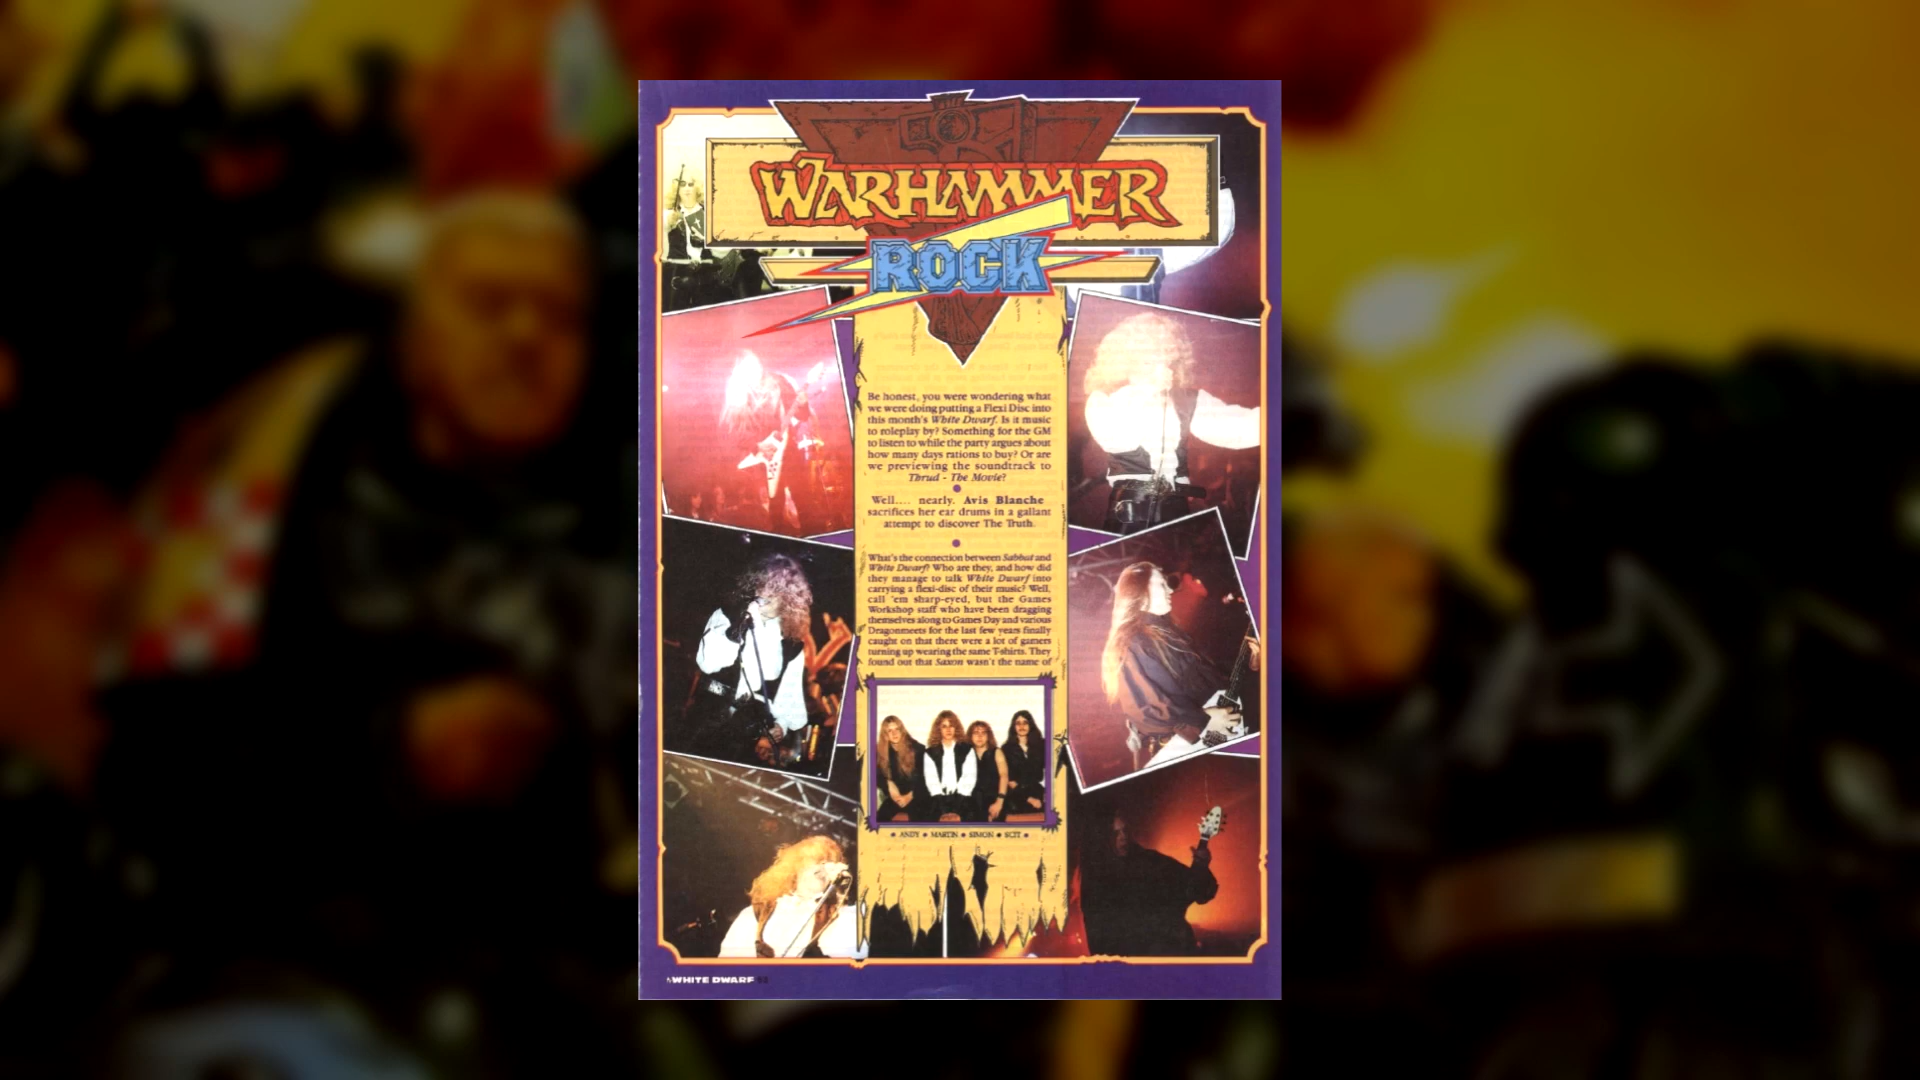 WARHAMMER
ROCK
Be honest, you were wondering what
we were doing putting a Flexi Disc into
this month's White Dwarf. Is it music
to roleplay by? Something for the GM
to listen to while the party argues about
how many days rations to buy? Or are
we previewing the soundtrack to
Thrud - The Movie?
Well.... nearly. Avis Blanche
sacrifices her ear drums in a gallant
attempt to discover The Truth.
What's the connection between Sabbat and
White Dwarf? Who are they, and how did
they manage to talk White Dwarf into
carrying a flexi-disc of their music? Well,
call 'em sharp-eyed, but the Games
Workshop staff who have been dragging
themselves along to Games Day and various
Dragonmeets for the last few years finally
caught on that there were a lot of gamers
turning up wearing the same T-shirts. They
found out that Saxon wasn't the name of
• ANDY • MARTIN • SIMON • SCIT •
WHITE DWARF